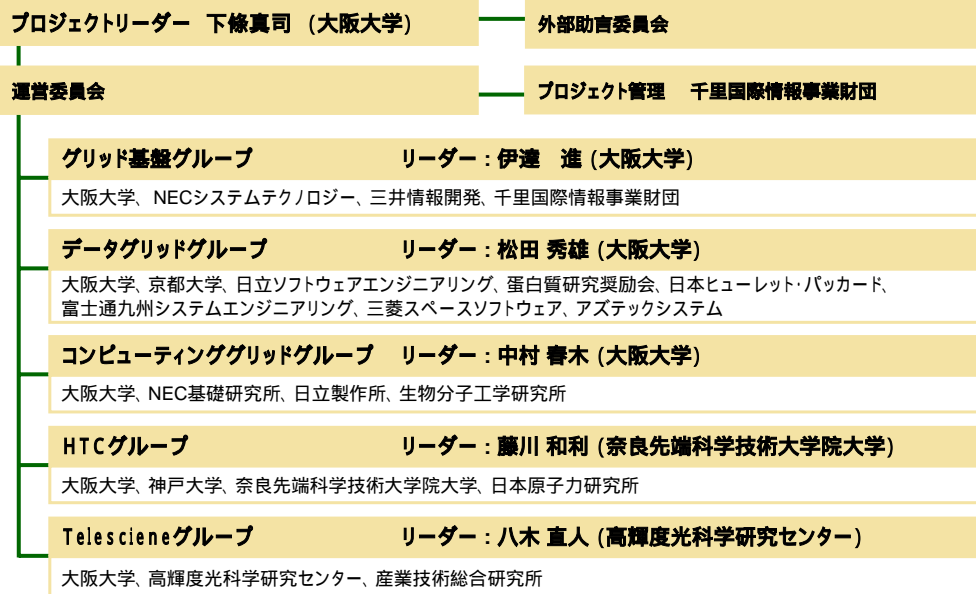 プロジェクトリーダー 下條真司 (大阪大学)
外部助言委員会
運営委員会
プロジェクト管理 千里国際情報事業財団
グリッド基盤グループ リーダー：伊達 進 (大阪大学)
大阪大学、NECシステムテクノロジー、三井情報開発、千里国際情報事業財団
データグリッドグループ リーダー：松田 秀雄 (大阪大学)
大阪大学、京都大学、日立ソフトウェアエンジニアリング、蛋白質研究奨励会、日本ヒューレット・パッカード、
富士通九州システムエンジニアリング、三菱スペースソフトウェア、アズテックシステム
コンピューティンググリッドグループ リーダー：中村 春木 (大阪大学)
大阪大学、NEC基礎研究所、日立製作所、生物分子工学研究所
HTCグループ リーダー：藤川 和利 (奈良先端科学技術大学院大学)
大阪大学、神戸大学、奈良先端科学技術大学院大学、日本原子力研究所
Telescieneグループ リーダー：八木 直人 (高輝度光科学研究センター)
大阪大学、高輝度光科学研究センター、産業技術総合研究所